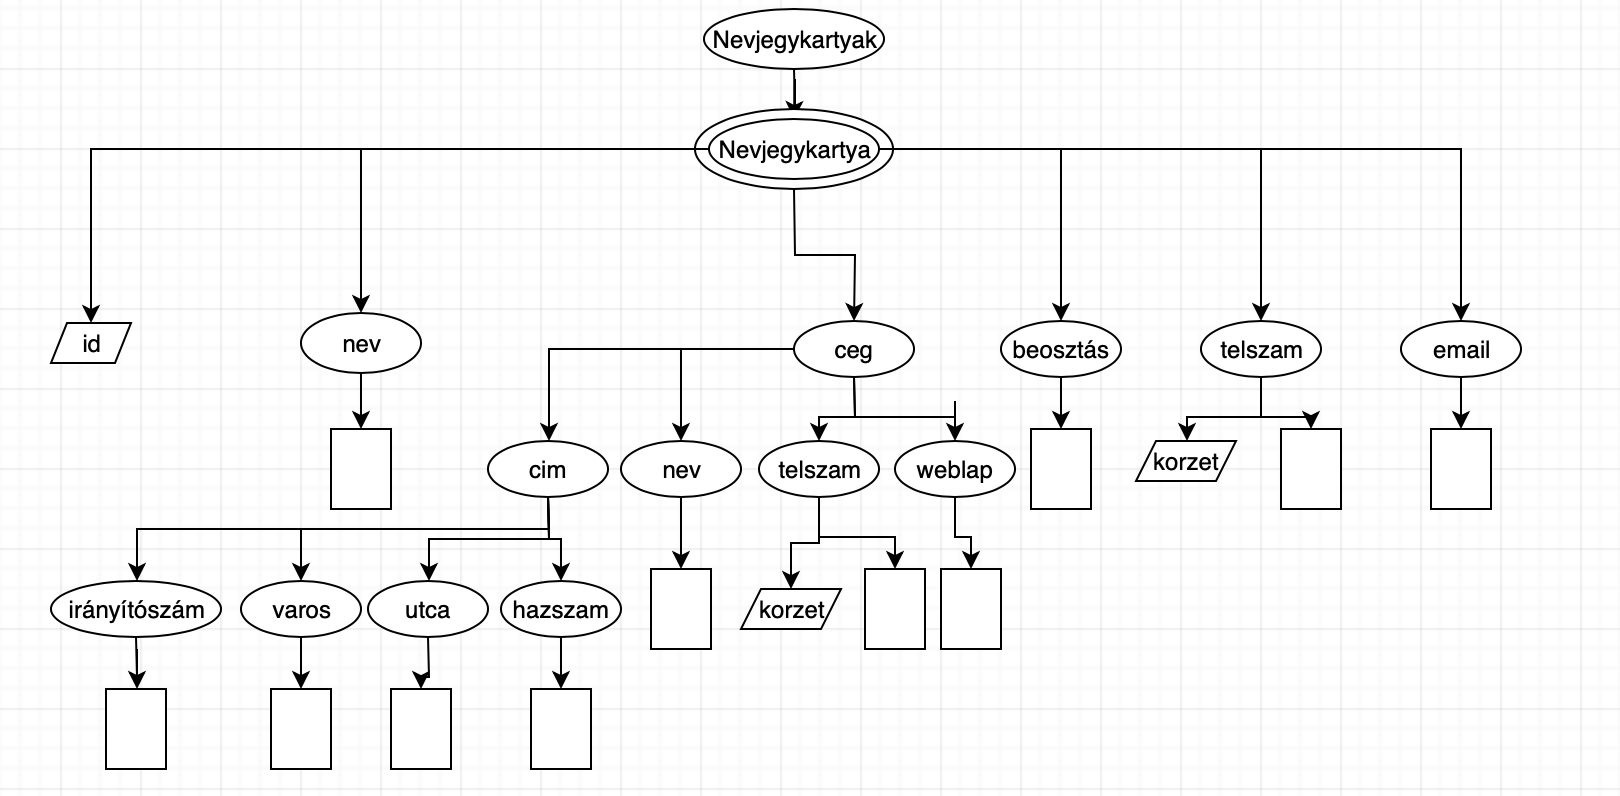 Nevjegykartyak
Nevjegykartya
id
nev
ceg
beosztás
telszam
email
cim
nev
telszam
weblap
korzet
irányítószám
varos
utca
hazszam
korzet